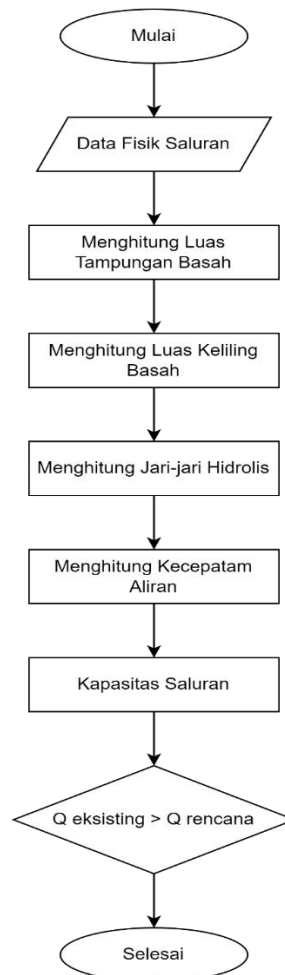 Mulai
Data Fisik Saluran
Menghitung Luas
Tampungan Basah
Menghitung Luas Keliling
Basah
Menghitung Jari-jari Hidrolis
Menghitung Kecepatam
Aliran
Kapasitas Saluran
Q eksisting > Q rencana
Selesai